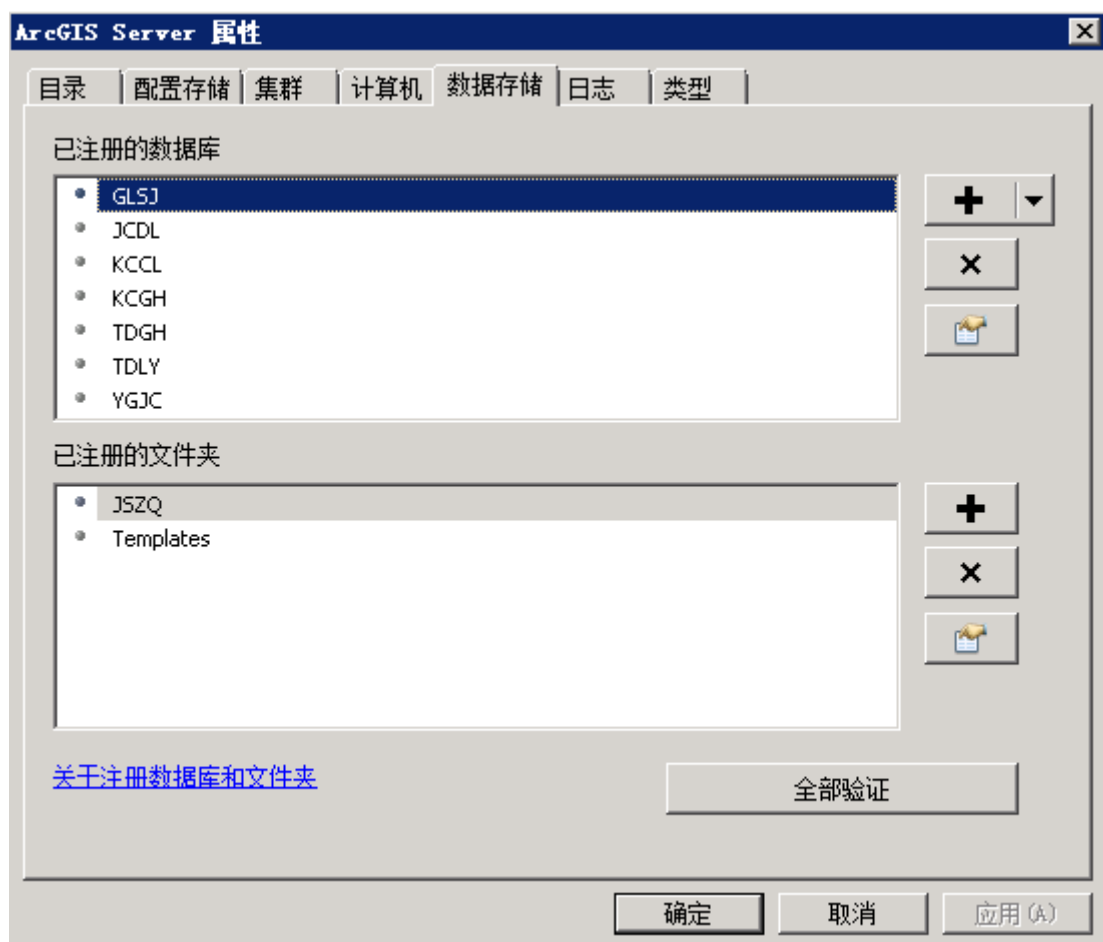 ArcGIS Server 属性
目录 配置存储 集群 计算机 数据存储 日志 类型
已注册的数据库
GLSJ
JCDL
KCCL
KCGH
TDGH
TDLY
YGJC
已注册的文件夹
JSZQ
Templates
关于注册数据库和文件夹
全部验证
确定 取消 应用(A)